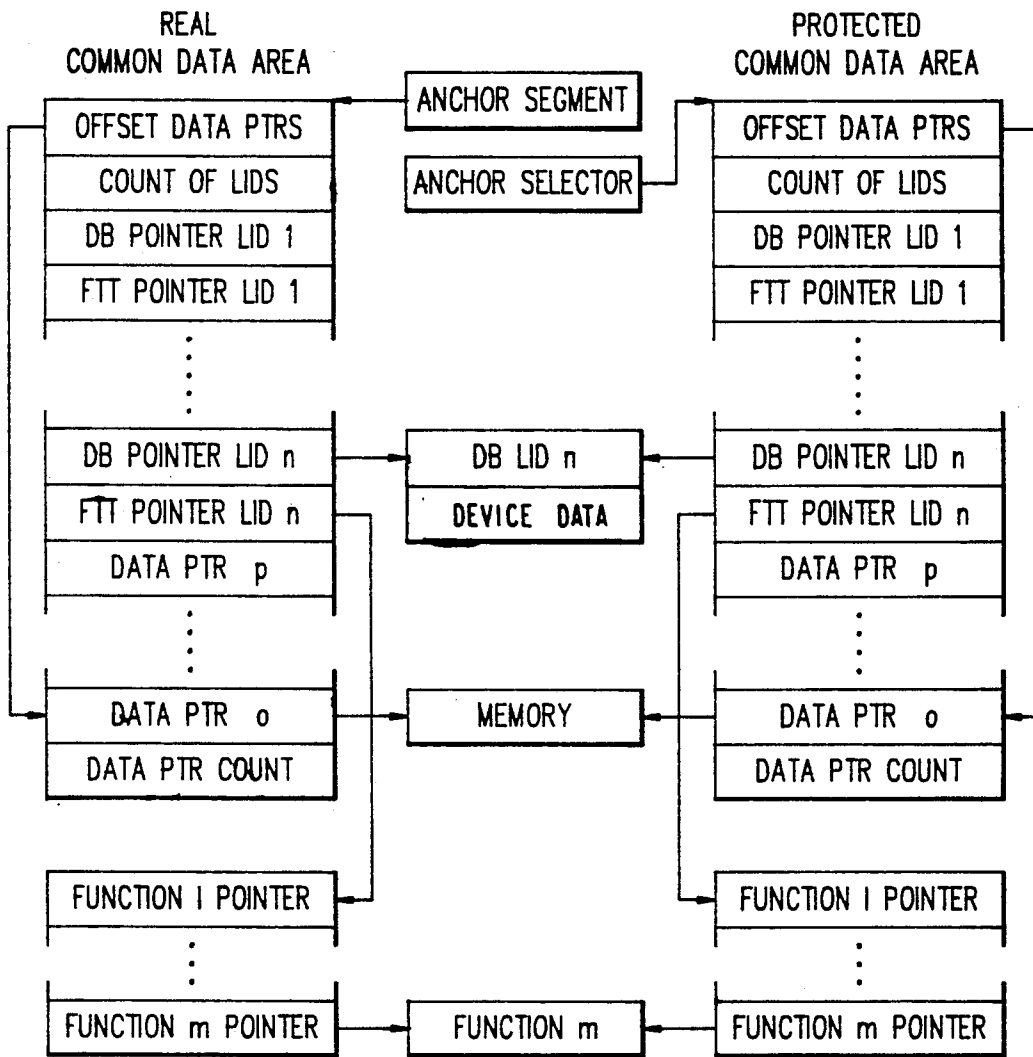 REAL
COMMON DATA AREA
OFFSET DATA PTRS
COUNT OF LIDS
DB POINTER LID 1
FTT POINTER LID 1
DB POINTER LID n
FTT POINTER LID n
DATA PTR p
DATA PTR o
DATA PTR COUNT
FUNCTION I POINTER
FUNCTION m POINTER
ANCHOR SEGMENT
ANCHOR SELECTOR
DB LID n
DEVICE DATA
MEMORY
FUNCTION m
PROTECTED
COMMON DATA AREA
OFFSET DATA PTRS
COUNT OF LIDS
DB POINTER LID 1
FTT POINTER LID 1
DB POINTER LID n
FTT POINTER LID n
DATA PTR p
DATA PTR o
DATA PTR COUNT
FUNCTION I POINTER
FUNCTION m POINTER